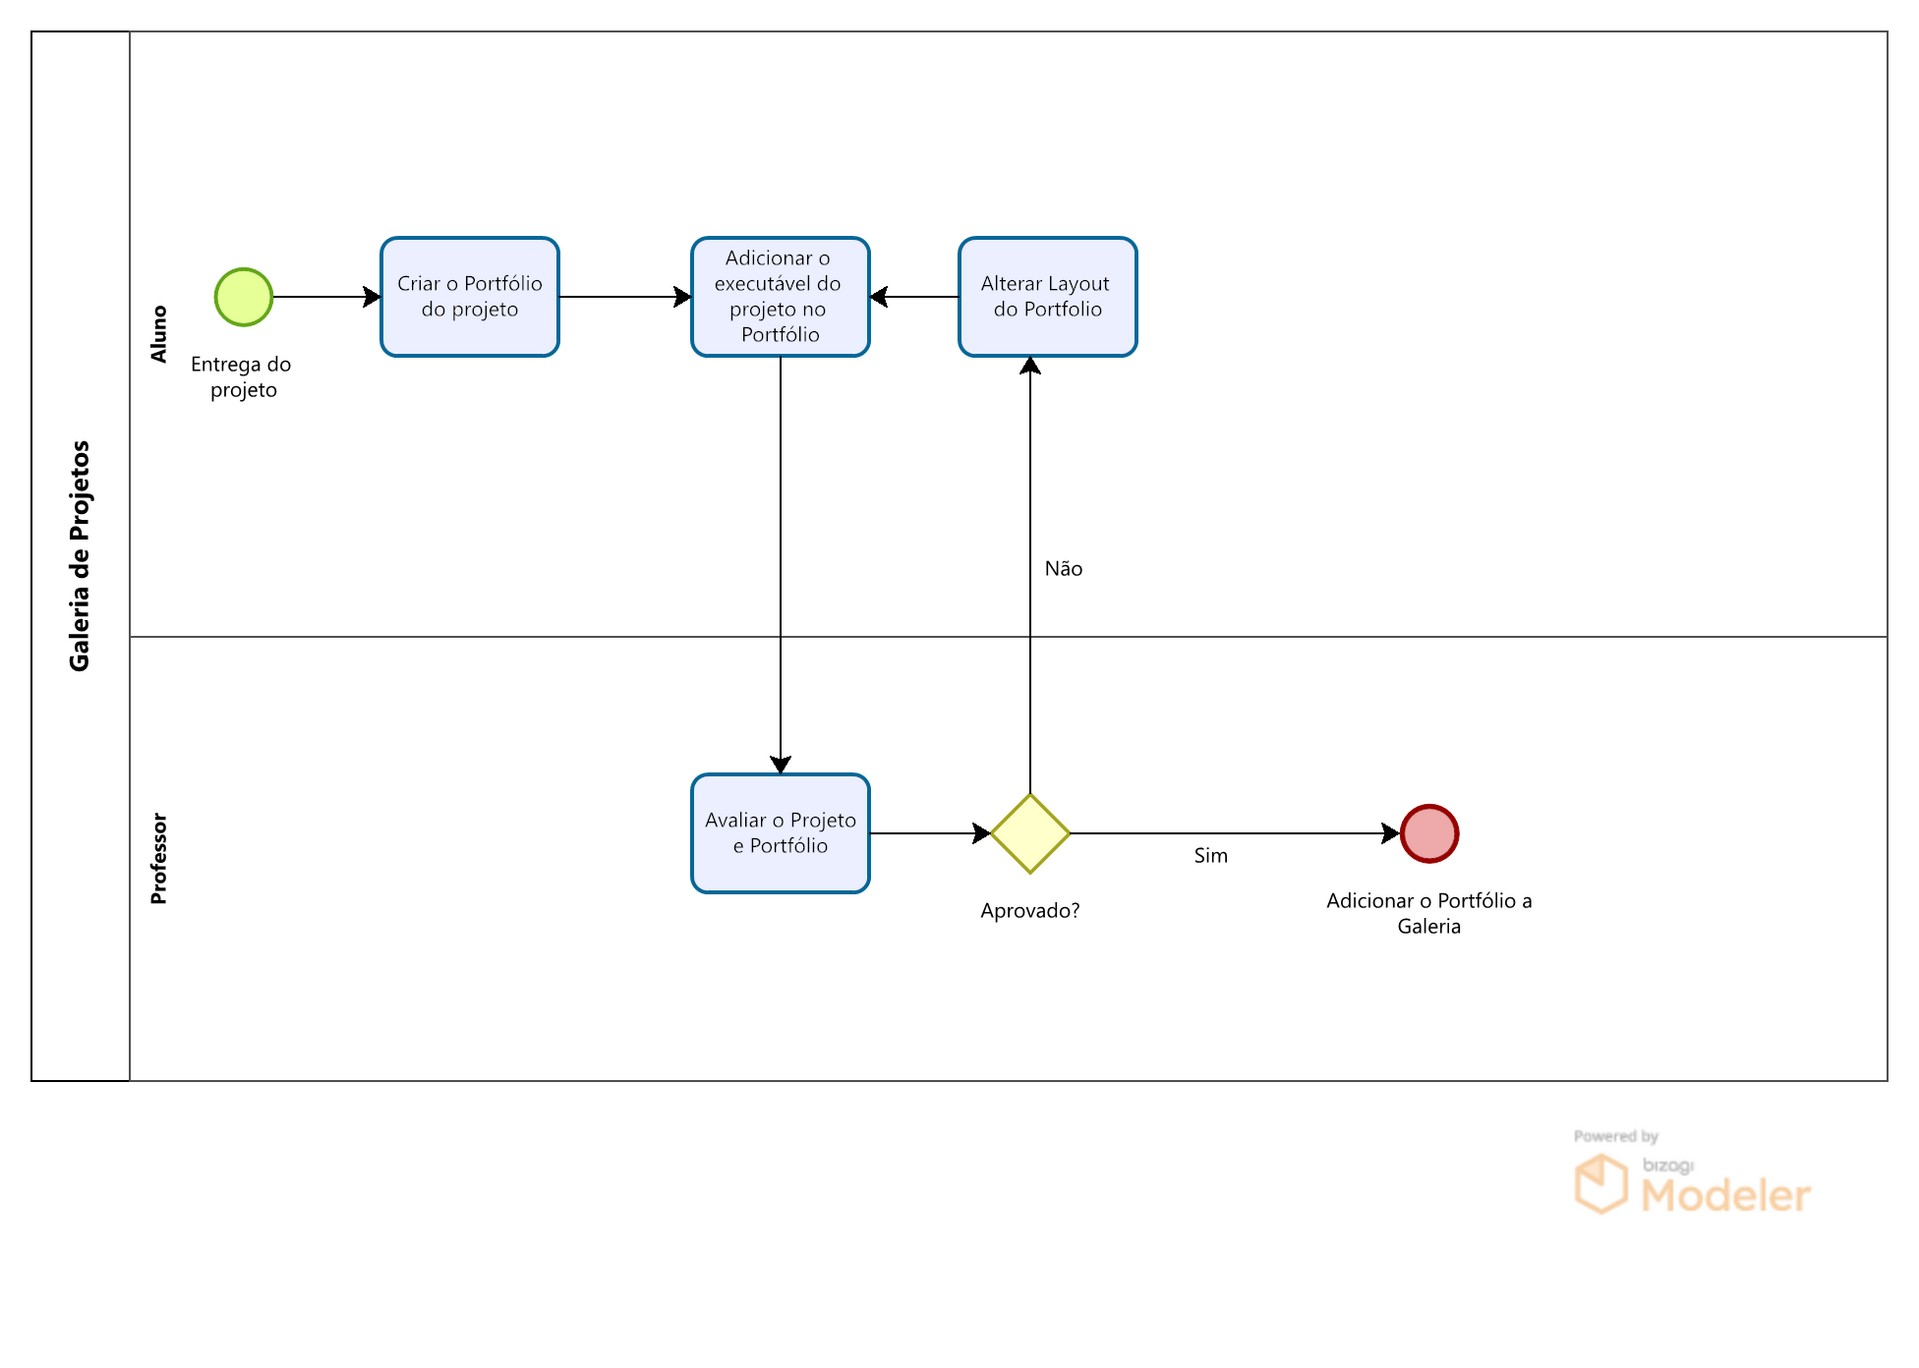 Galeria de Projetos
Aluno
Entrega do
projeto
Criar o Portfólio
do projeto
Adicionar o
executável do
projeto no
Portfólio
Alterar Layout
do Portfolio
Não
Professor
Avaliar o Projeto
e Portfólio
Aprovado?
Sim
Adicionar o Portfólio a
Galeria
Powered by
bizagi
Modeler